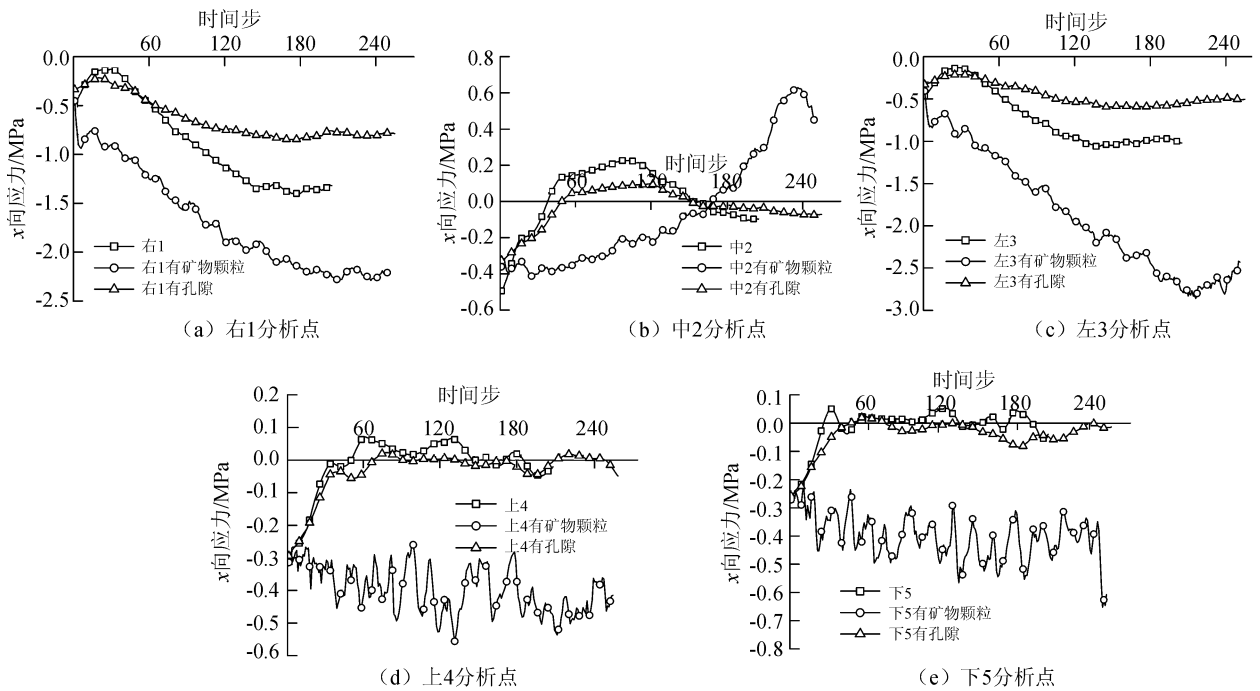 时间步
60 120 180 240
0.0
-0.5
-1.0
-1.5
-2.0
-2.5
x向应力/MPa
右1
右1有矿物颗粒
右1有孔隙
(a) 右1分析点
时间步
60 120 180 240
0.8
0.6
0.4
0.2
0.0
-0.2
-0.4
-0.6
x向应力/MPa
中2
中2有矿物颗粒
中2有孔隙
(b) 中2分析点
时间步
60 120 180 240
0.0
-0.5
-1.0
-1.5
-2.0
-2.5
-3.0
x向应力/MPa
左3
左3有矿物颗粒
左3有孔隙
(c) 左3分析点
时间步
60 120 180 240
0.2
0.1
0.0
-0.1
-0.2
-0.3
-0.4
-0.5
-0.6
x向应力/MPa
上4
上4有矿物颗粒
上4有孔隙
(d) 上4分析点
时间步
60 120 180 240
0.1
0.0
-0.1
-0.2
-0.3
-0.4
-0.5
-0.6
-0.7
-0.8
x向应力/MPa
下5
下5有矿物颗粒
下5有孔隙
(e) 下5分析点